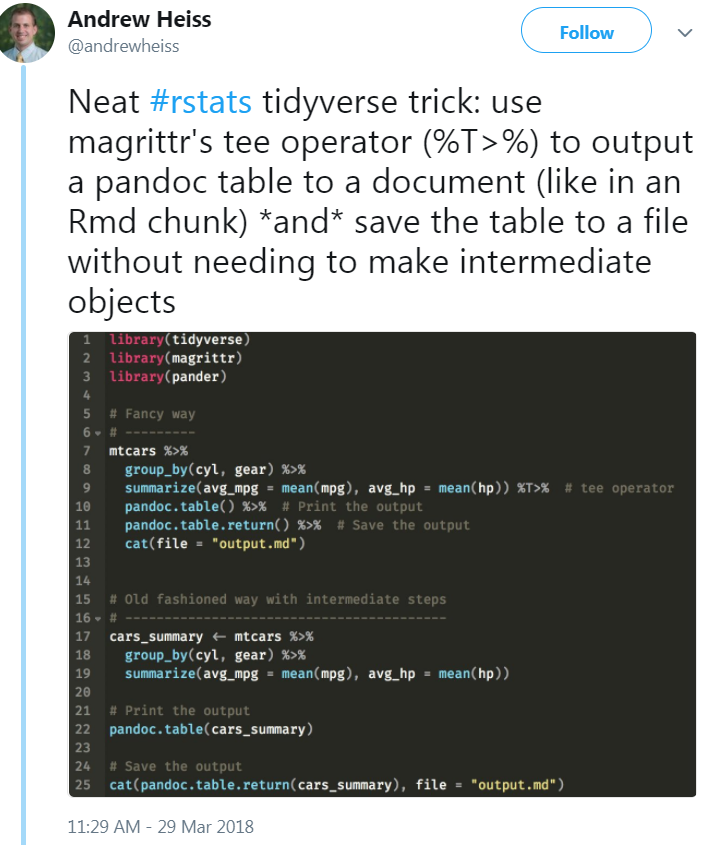 Andrew Heiss
@andrewheiss
Follow
Neat #rstats tidyverse trick: use
magrittr's tee operator (%T>%) to output
a pandoc table to a document (like in an
Rmd chunk) *and* save the table to a file
without needing to make intermediate
objects
1 library(tidyverse)
2 library(magrittr)
3 library(pander)
4
5 # Fancy way
6 # ---------
7 mtcars %>%
8   group_by(cyl, gear) %>%
9   summarize(avg_mpg = mean(mpg), avg_hp = mean(hp)) %T>%  # tee operator
10   pandoc.table() %>%  # Print the output
11   pandoc.table.return() %>%  # Save the output
12   cat(file = "output.md")
13
14
15 # Old fashioned way with intermediate steps
16 # -----------------------------------------
17 cars_summary ← mtcars %>%
18   group_by(cyl, gear) %>%
19   summarize(avg_mpg = mean(mpg), avg_hp = mean(hp))
20
21 # Print the output
22 pandoc.table(cars_summary)
23
24 # Save the output
25 cat(pandoc.table.return(cars_summary), file = "output.md")
11:29 AM - 29 Mar 2018